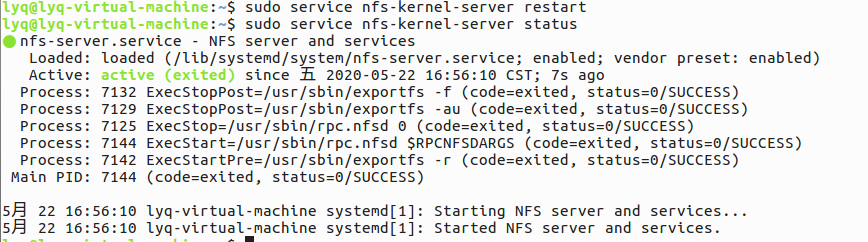 lyq@lyq-virtual-machine:~$ sudo service nfs-kernel-server restart
lyq@lyq-virtual-machine:~$ sudo service nfs-kernel-server status
● nfs-server.service - NFS server and services
   Loaded: loaded (/lib/systemd/system/nfs-server.service; enabled; vendor preset: enabled)
   Active: active (exited) since 五 2020-05-22 16:56:10 CST; 7s ago
  Process: 7132 ExecStopPost=/usr/sbin/exportfs -f (code=exited, status=0/SUCCESS)
  Process: 7129 ExecStopPost=/usr/sbin/exportfs -au (code=exited, status=0/SUCCESS)
  Process: 7125 ExecStop=/usr/sbin/rpc.nfsd 0 (code=exited, status=0/SUCCESS)
  Process: 7144 ExecStart=/usr/sbin/rpc.nfsd $RPCNFSDARGS (code=exited, status=0/SUCCESS)
  Process: 7142 ExecStartPre=/usr/sbin/exportfs -r (code=exited, status=0/SUCCESS)
 Main PID: 7144 (code=exited, status=0/SUCCESS)
5月 22 16:56:10 lyq-virtual-machine systemd[1]: Starting NFS server and services...
5月 22 16:56:10 lyq-virtual-machine systemd[1]: Started NFS server and services.
lyq@lyq-virtual-machine:~$